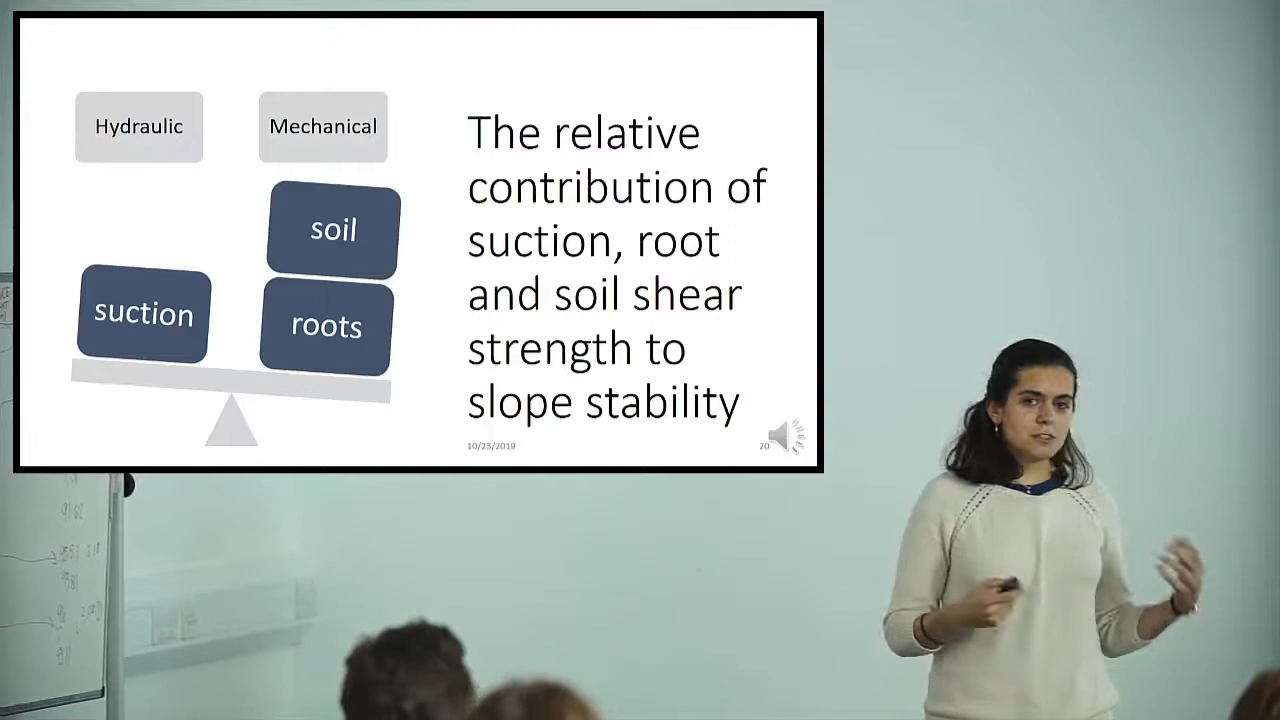 Hydraulic
Mechanical
soil
suction
roots
The relative
contribution of
suction, root
and soil shear
strength to
slope stability
10/23/2019
20